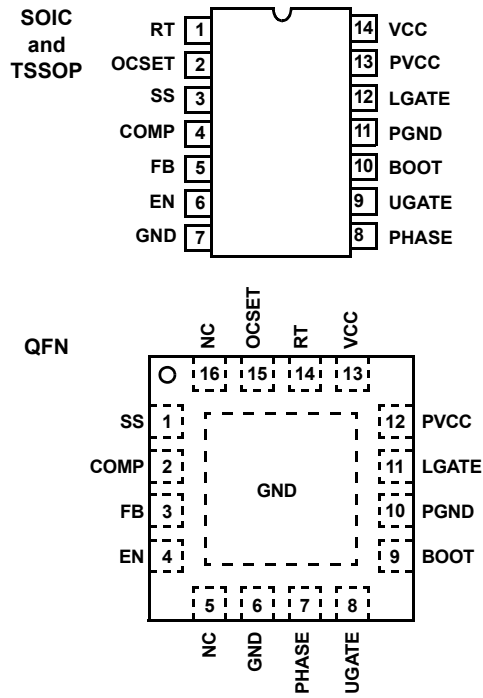 SOIC
and
TSSOP
RT 1 14 VCC
OCSET 2 13 PVCC
SS 3 12 LGATE
COMP 4 11 PGND
FB 5 10 BOOT
EN 6 9 UGATE
GND 7 8 PHASE
QFN
NC OCSET RT VCC
16 15 14 13
SS 1 12 PVCC
COMP 2 11 LGATE
GND
FB 3 10 PGND
EN 4 9 BOOT
5 6 7 8
NC GND PHASE UGATE